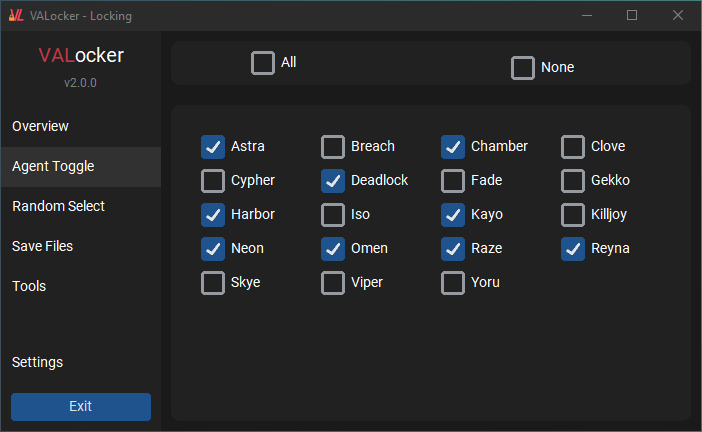 VALocker - Locking
VALocker
v2.0.0
Overview
Agent Toggle
Random Select
Save Files
Tools
Settings
Exit
All None
Astra Breach Chamber Clove
Cypher Deadlock Fade Gekko
Harbor Iso Kayo Killjoy
Neon Omen Raze Reyna
Skye Viper Yoru